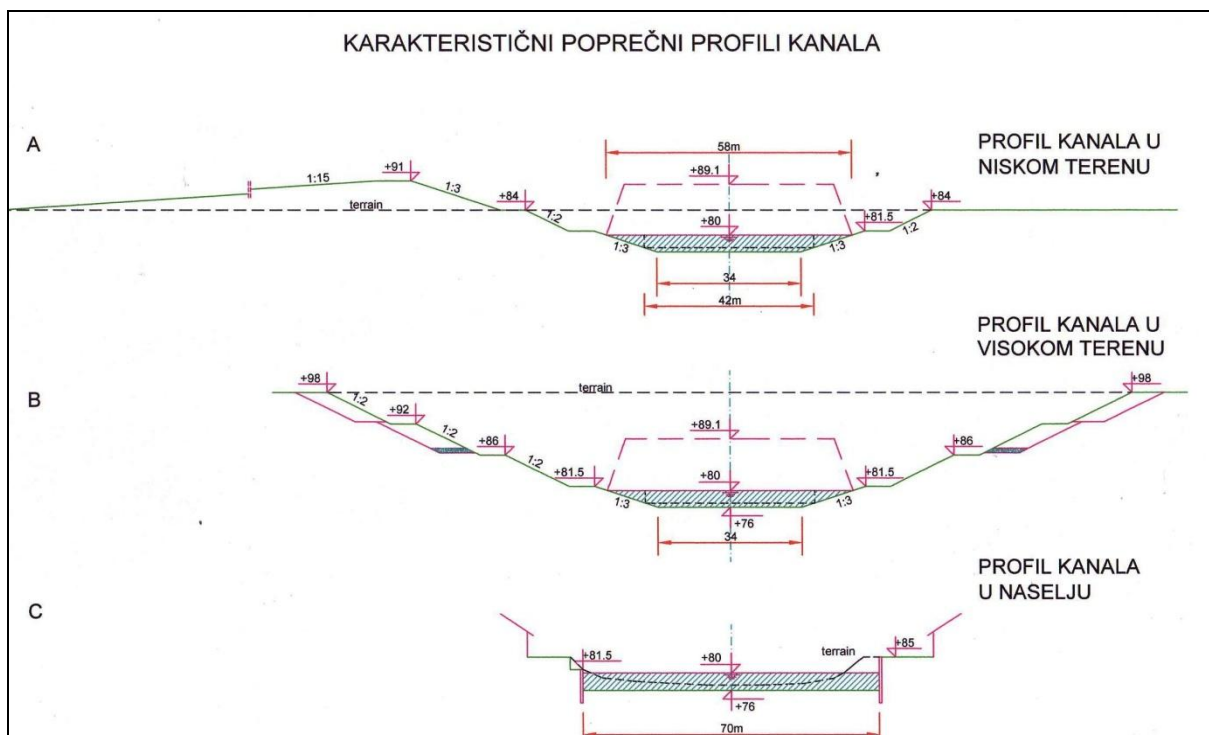 KARAKTERISTIČNI POPREČNI PROFILI KANALA
A
PROFIL KANALA U
NISKOM TERENU
58m
+91
+89.1
1:15
1:3
+84
+84
terrain
1:2
+80
+81.5
1:2
1:3
1:3
34
42m
PROFIL KANALA U
VISOKOM TERENU
B
+98
terrain
+98
1:2
+92
+89.1
1:2
+86
+86
1:2
+81.5
+80
+81.5
1:3
1:3
+76
34
PROFIL KANALA
U NASELJU
C
terrain
+85
+81.5
+80
+76
70m